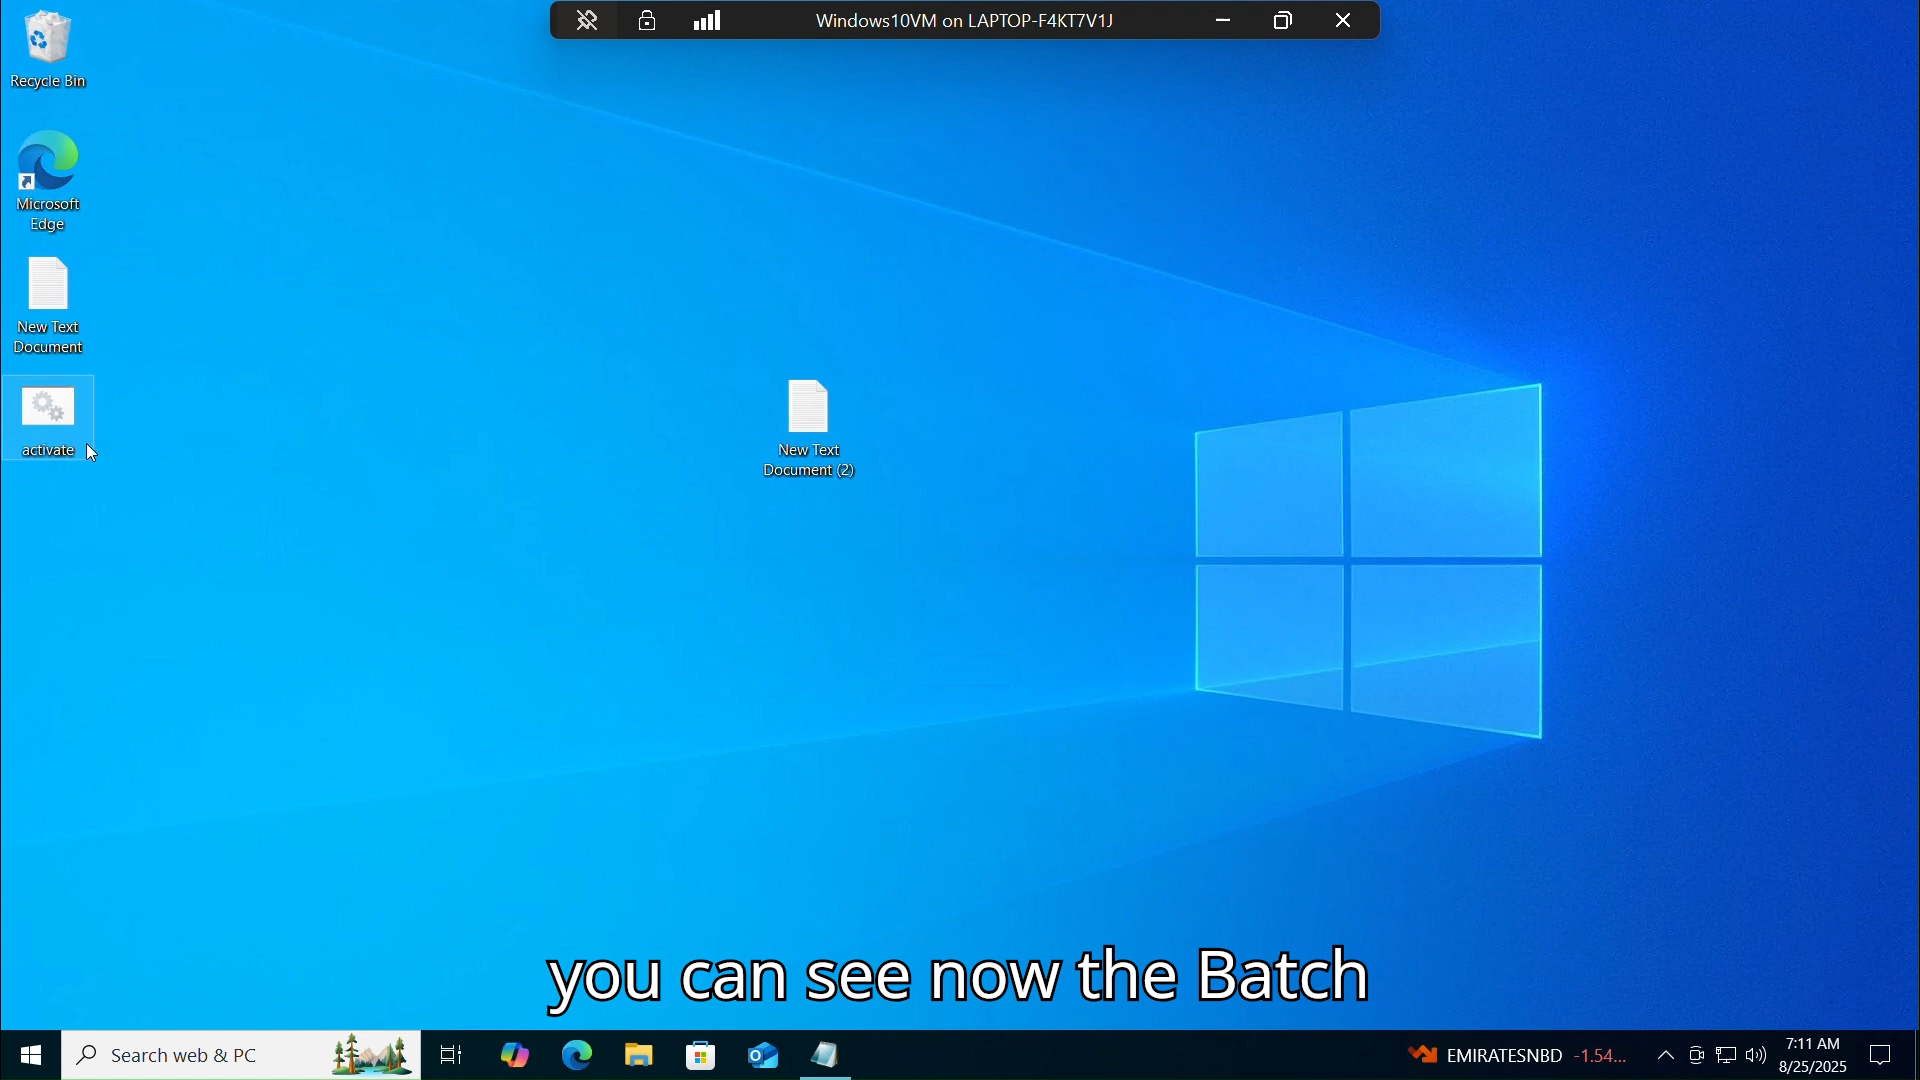 Windows10VM on LAPTOP-F4KT7V1J
Recycle Bin
Microsoft
Edge
New Text
Document
activate
New Text
Document (2)
you can see now the Batch
Search web & PC
EMIRATESNBD -1.54...
7:11 AM
8/25/2025